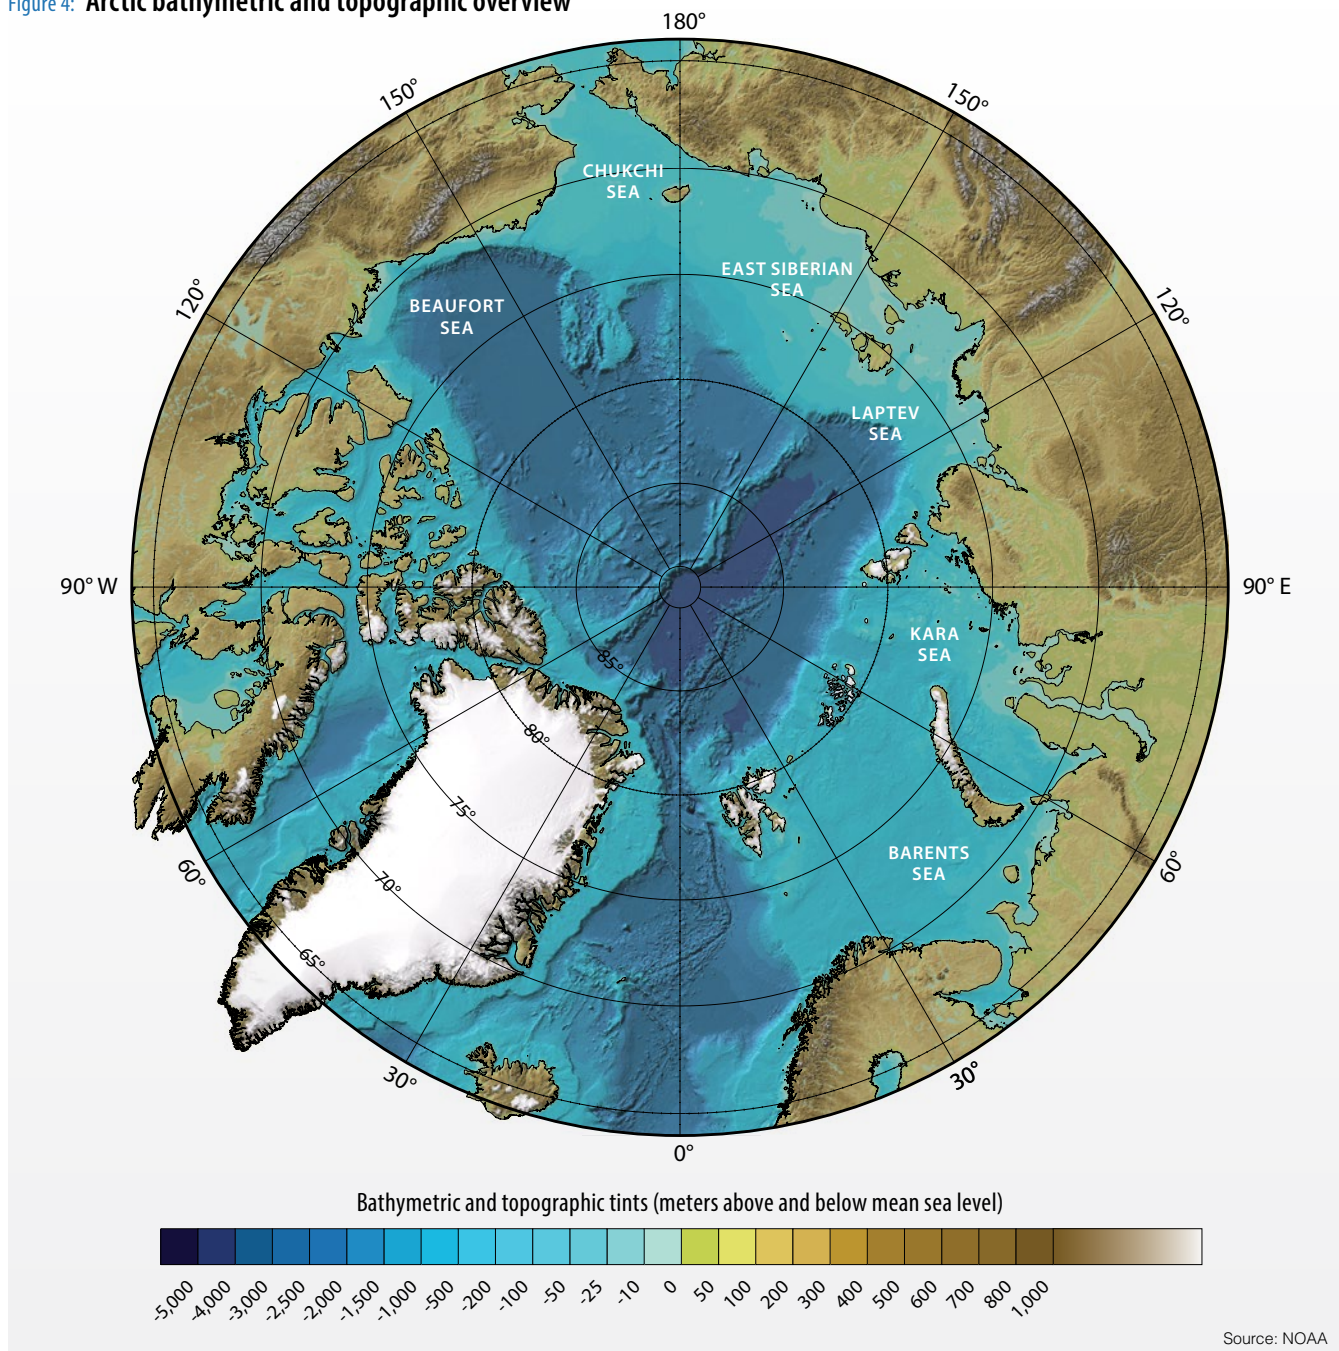 Figure 4: Arctic bathymetric and topographic overview
180°
150°
150°
CHUKCHI
SEA
EAST SIBERIAN
SEA
BEAUFORT
SEA
120°
120°
LAPTEV
SEA
90° W
90° E
KARA
SEA
85°
80°
75°
70°
65°
BARENTS
SEA
60°
60°
30°
30°
0°
Bathymetric and topographic tints (meters above and below mean sea level)
-5,000 -4,000 -3,000 -2,500 -2,000 -1,500 -1,000 -500 -200 -100 -50 -25 -10 0 50 100 200 300 400 500 600 700 800 1,000
Source: NOAA